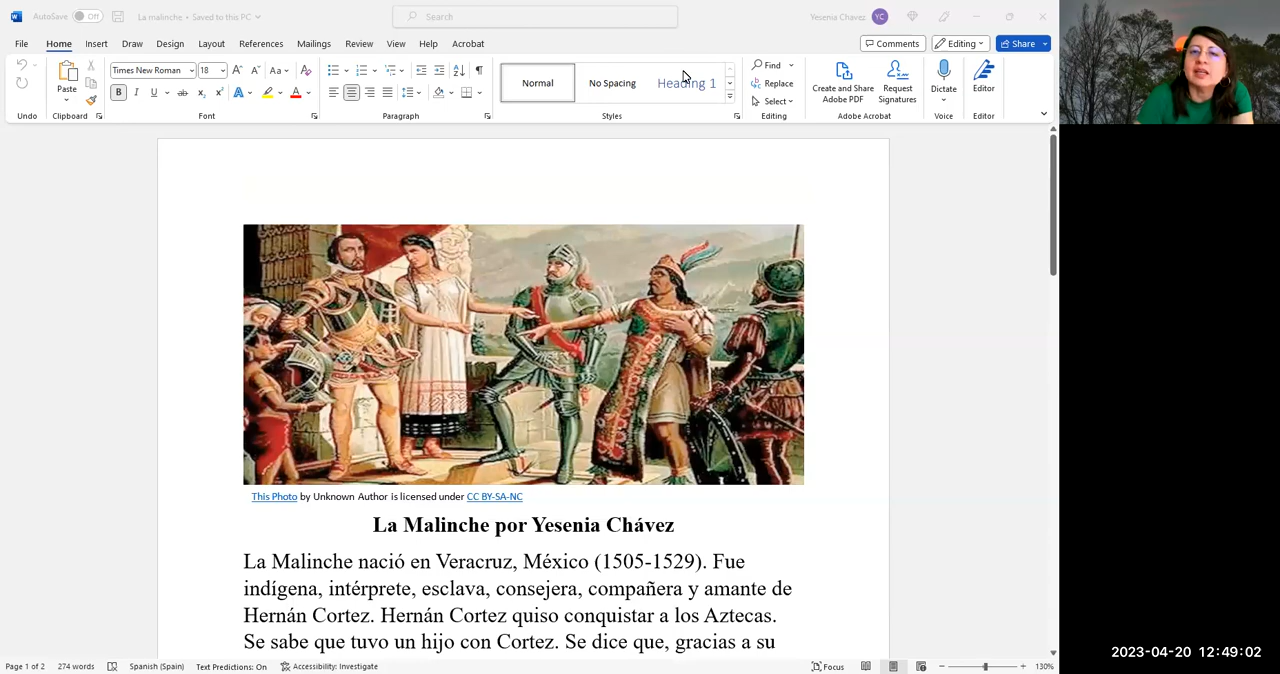 AutoSave Off
La malinche • Saved to this PC
Search
Yesenia Chavez YC
File Home Insert Draw Design Layout References Mailings Review View Help Acrobat
Comments Editing Share
Times New Roman 18
Paste
Normal
No Spacing
Heading 1
Find
Replace
Select
Create and Share Adobe PDF
Request Signatures
Dictate
Editor
Undo Clipboard Font Paragraph Styles Editing Adobe Acrobat Voice Editor
This Photo by Unknown Author is licensed under CC BY-SA-NC
La Malinche por Yesenia Chávez
La Malinche nació en Veracruz, México (1505-1529). Fue
indígena, intérprete, esclava, consejera, compañera y amante de
Hernán Cortez. Hernán Cortez quiso conquistar a los Aztecas.
Se sabe que tuvo un hijo con Cortez. Se dice que, gracias a su
2023-04-20 12:49:02
Page 1 of 2 274 words Spanish (Spain) Text Predictions: On Accessibility: Investigate Focus 130%